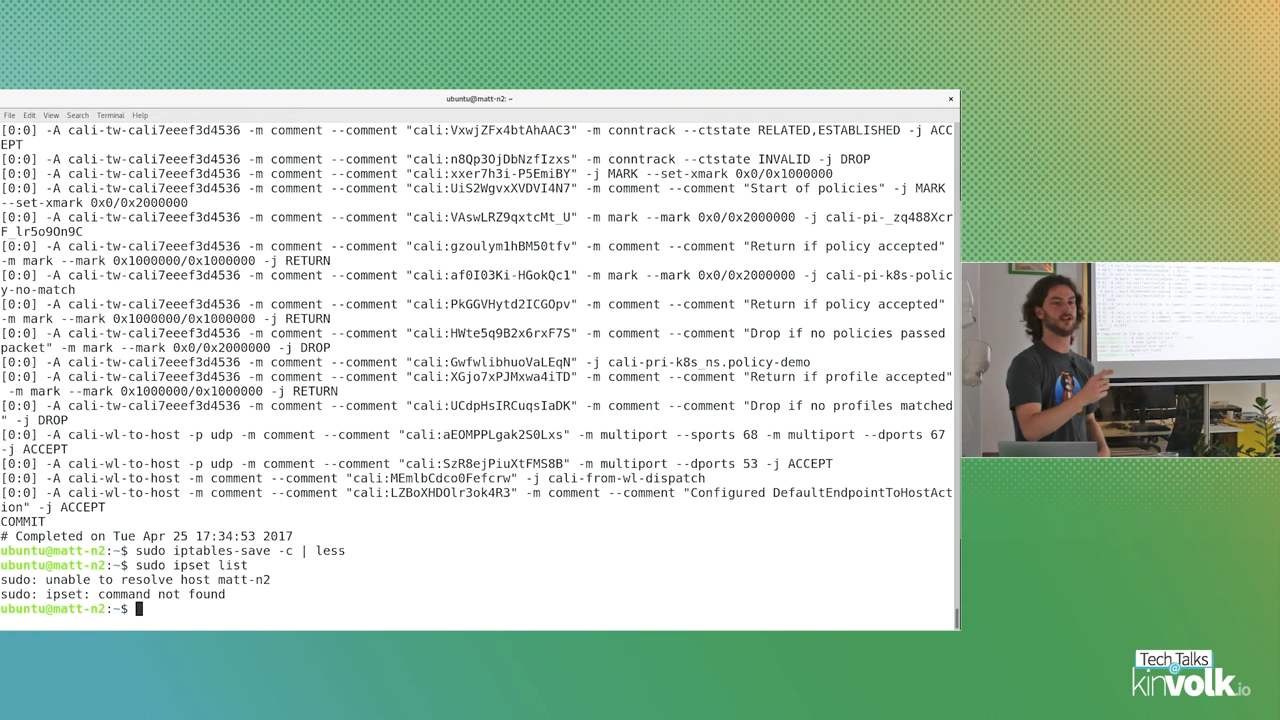 ubuntu@matt-n2: ~
File Edit View Search Terminal Help
[0:0] -A cali-tw-cali7eeef3d4536 -m comment --comment "cali:VxwjZFx4btAhAAC3" -m conntrack --ctstate RELATED,ESTABLISHED -j ACC
EPT
[0:0] -A cali-tw-cali7eeef3d4536 -m comment --comment "cali:n8Qp3OjDbNzfIzxs" -m conntrack --ctstate INVALID -j DROP
[0:0] -A cali-tw-cali7eeef3d4536 -m comment --comment "cali:xxer7h3i-P5EmiBY" -j MARK --set-xmark 0x0/0x1000000
[0:0] -A cali-tw-cali7eeef3d4536 -m comment --comment "cali:UiS2WgvxXVDVI4N7" -m comment --comment "Start of policies" -j MARK
--set-xmark 0x0/0x2000000
[0:0] -A cali-tw-cali7eeef3d4536 -m comment --comment "cali:VAswLRZ9qxtcMt_U" -m mark --mark 0x0/0x2000000 -j cali-pi-_zq488Xcr
F_lr5o9On9C
[0:0] -A cali-tw-cali7eeef3d4536 -m comment --comment "cali:gzoulym1hBM50tfv" -m comment --comment "Return if policy accepted"
-m mark --mark 0x1000000/0x1000000 -j RETURN
[0:0] -A cali-tw-cali7eeef3d4536 -m comment --comment "cali:af0103Ki-HGokQc1" -m mark --mark 0x0/0x2000000 -j cali-pi-k8s-polic
y-no-match
[0:0] -A cali-tw-cali7eeef3d4536 -m comment --comment -m comment --comment "Return if policy accepted"
-m mark --mark 0x1000000/0x1000000 -j RETURN
[0:0] -A cali-tw-cali7eeef3d4536 -m comment --comment -m comment --comment "Drop if no policies passed
packet" -m mark --mark 0x0/0x2000000 -j DROP
[0:0] -A cali-tw-cali7eeef3d4536 -m comment --comment -j cali-pri-k8s_ns.policy-demo
[0:0] -A cali-tw-cali7eeef3d4536 -m comment --comment "cali:XGjo7xPJMxwa4iTD" -m comment --comment "Return if profile accepted"
-m mark --mark 0x1000000/0x1000000 -j RETURN
[0:0] -A cali-tw-cali7eeef3d4536 -m comment --comment "cali:UCdpHsIRCuqsIaDK" -m comment --comment "Drop if no profiles matched
" -j DROP
[0:0] -A cali-wl-to-host -p udp -m comment --comment "cali:aEOMPPLgak2S0Lxs" -m multiport --sports 68 -m multiport --dports 67
-j ACCEPT
[0:0] -A cali-wl-to-host -p udp -m comment --comment "cali:SzR8ejPiuXtFMS8B" -m multiport --dports 53 -j ACCEPT
[0:0] -A cali-wl-to-host -m comment --comment "cali:MEmlbCdco0Fefcrw" -j cali-from-wl-dispatch
[0:0] -A cali-wl-to-host -m comment --comment "cali:LZBoXHDOlr3ok4R3" -m comment --comment "Configured DefaultEndpointToHostAct
ion" -j ACCEPT
COMMIT
# Completed on Tue Apr 25 17:34:53 2017
ubuntu@matt-n2:~$ sudo iptables-save -c | less
ubuntu@matt-n2:~$ sudo ipset list
sudo: unable to resolve host matt-n2
sudo: ipset: command not found
ubuntu@matt-n2:~$
Tech Talks
@
kinvolk.io